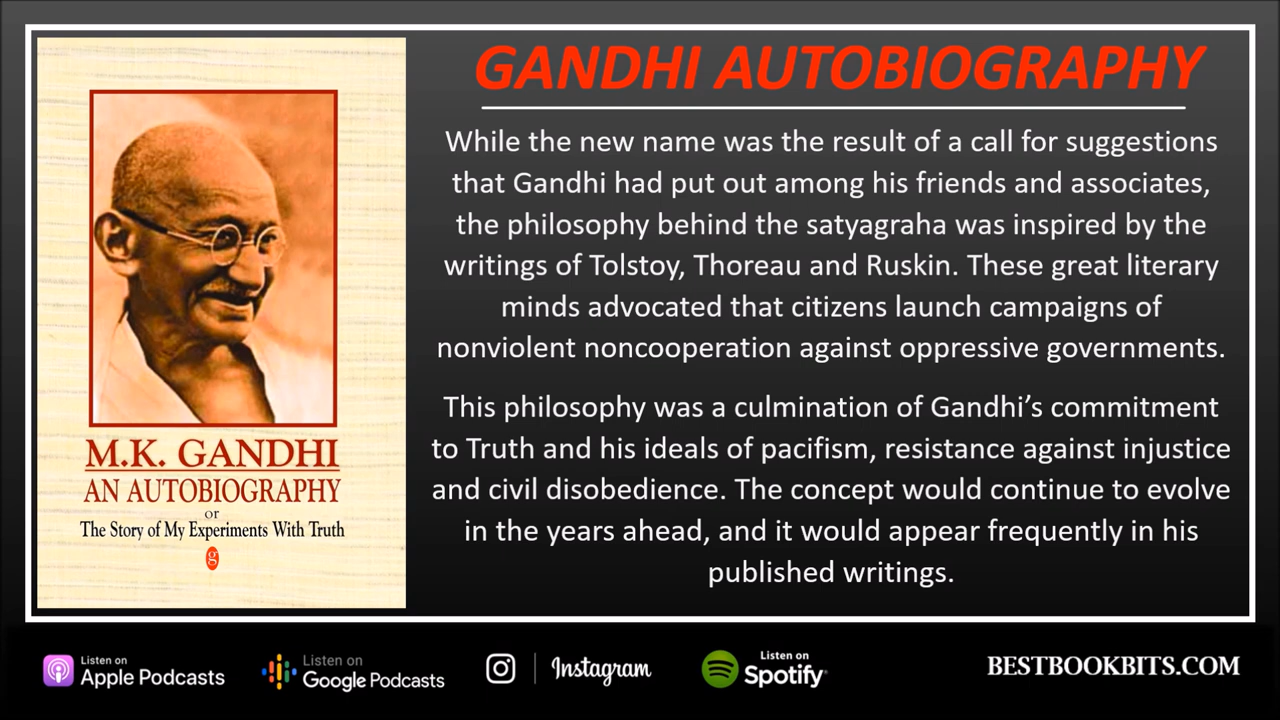 M.K. GANDHI
AN AUTOBIOGRAPHY
or
The Story of My Experiments With Truth
g
GANDHI AUTOBIOGRAPHY
While the new name was the result of a call for suggestions
that Gandhi had put out among his friends and associates,
the philosophy behind the satyagraha was inspired by the
writings of Tolstoy, Thoreau and Ruskin. These great literary
minds advocated that citizens launch campaigns of
nonviolent noncooperation against oppressive governments.
This philosophy was a culmination of Gandhi’s commitment
to Truth and his ideals of pacifism, resistance against injustice
and civil disobedience. The concept would continue to evolve
in the years ahead, and it would appear frequently in his
published writings.
Listen on
Apple Podcasts
Listen on
Google Podcasts
Instagram
Listen on
Spotify
BESTBOOKBITS.COM